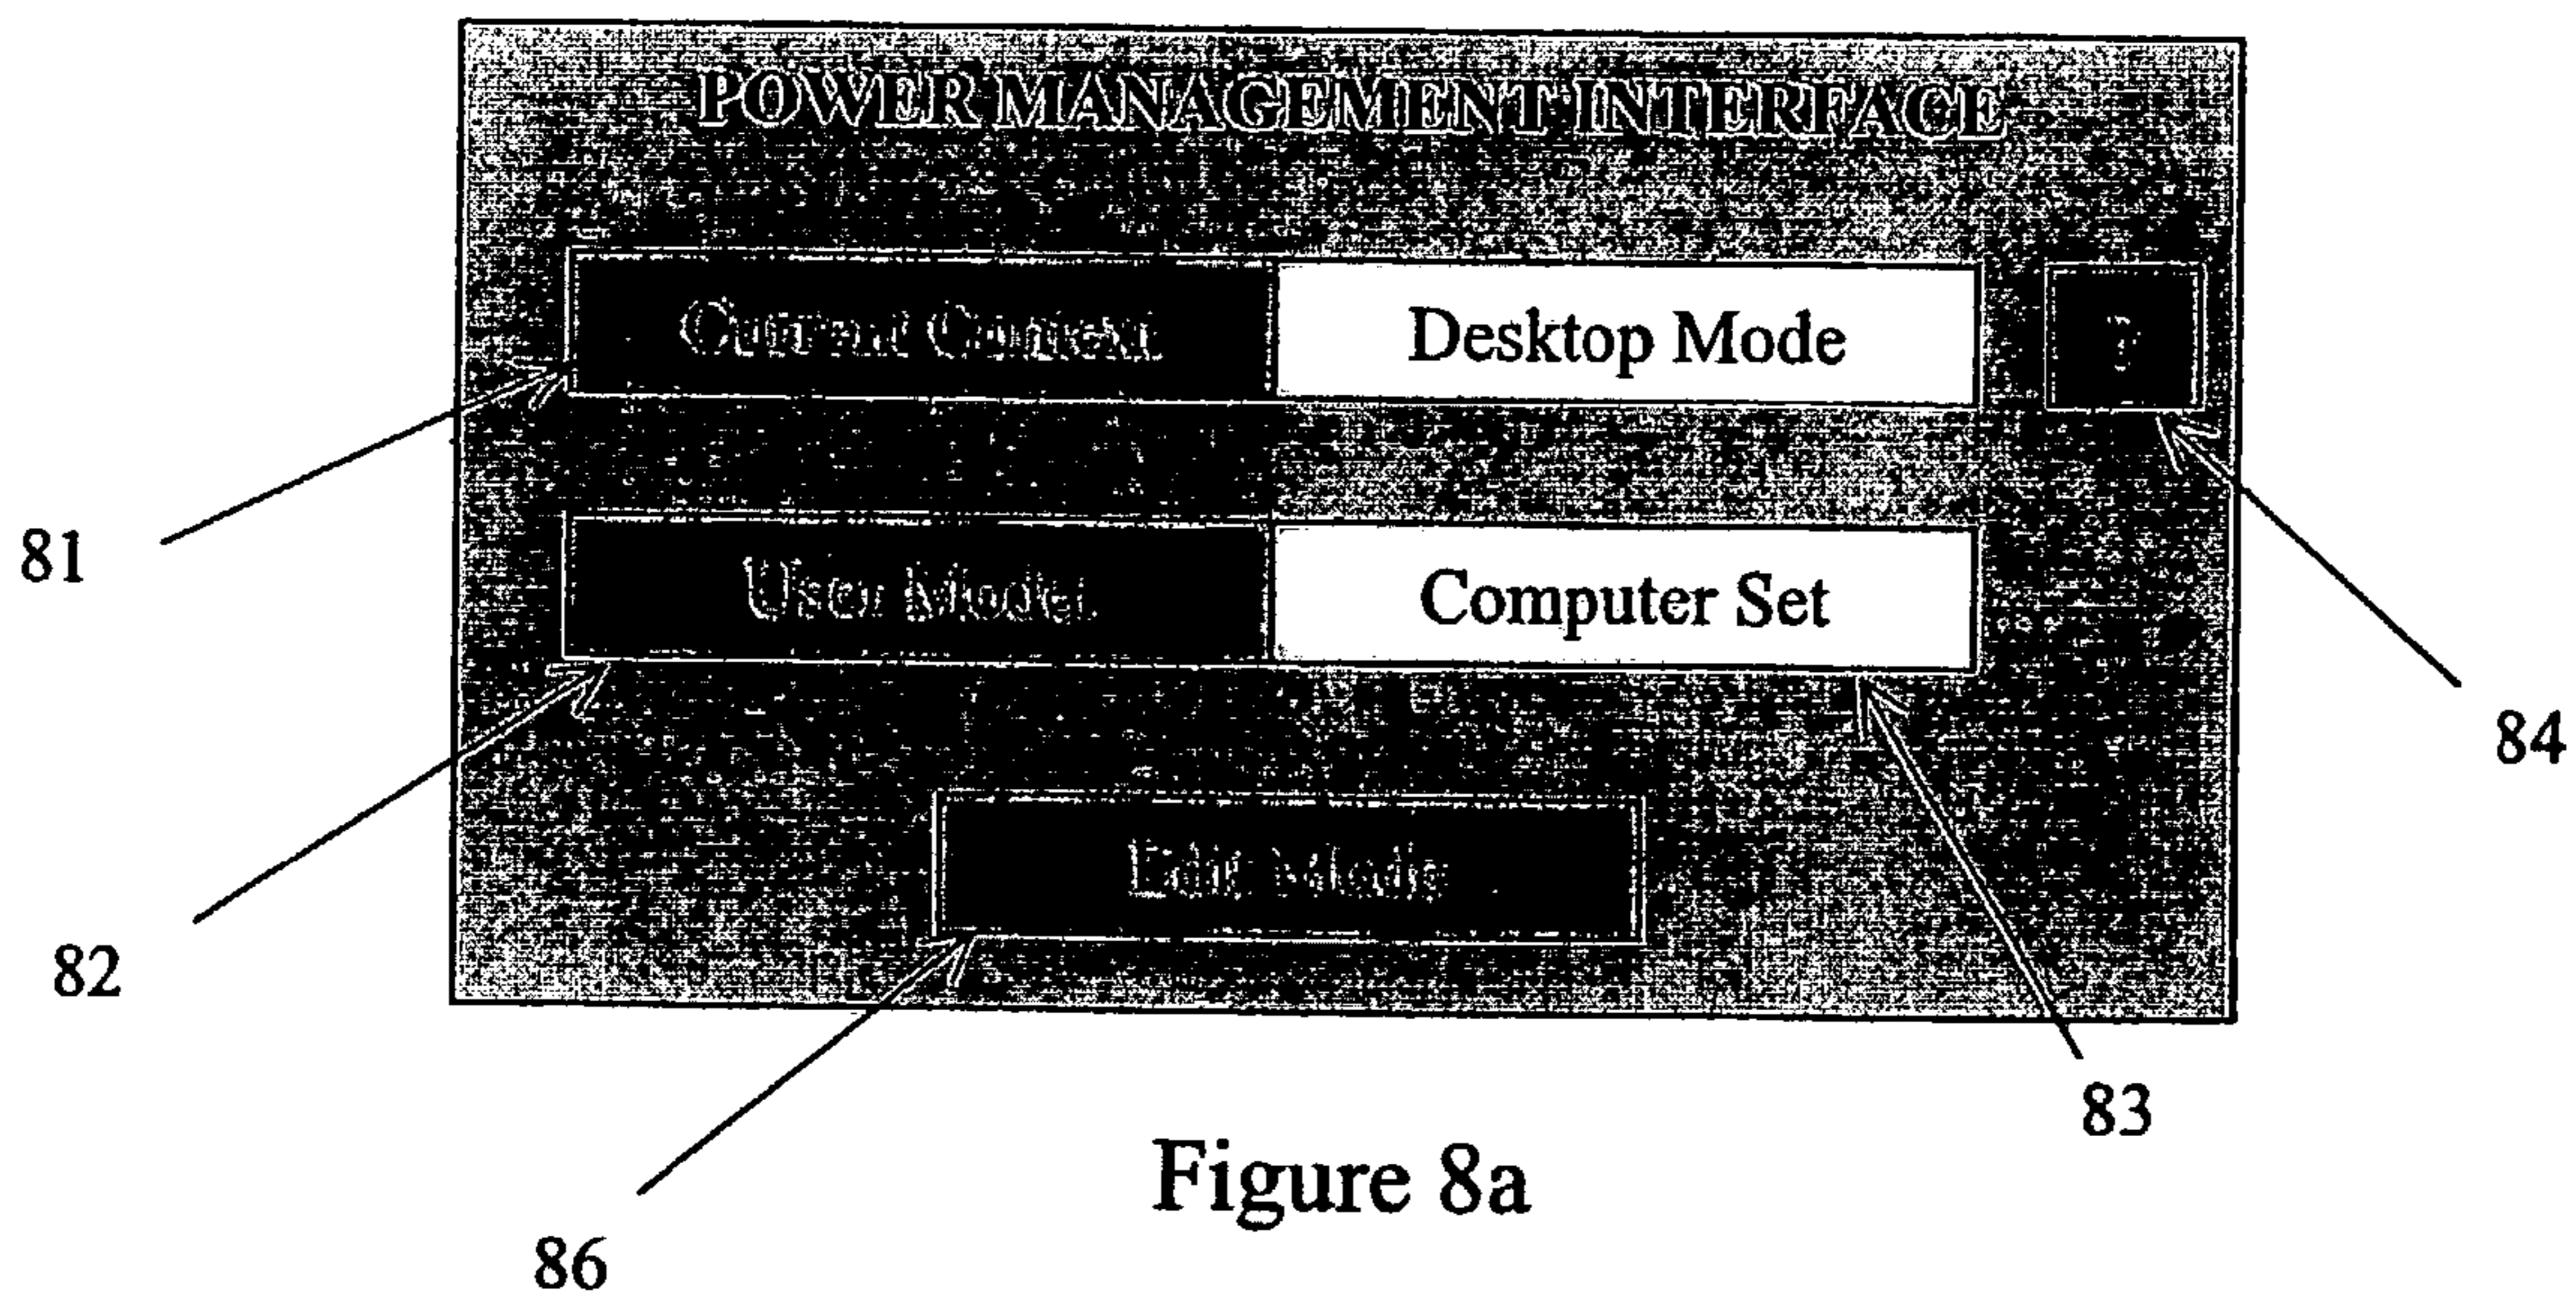 POWER MANAGEMENT INTERFACE
Current Context Desktop Mode ?
81
User Model Computer Set
84
Edit Mode
82
83
Figure 8a
86